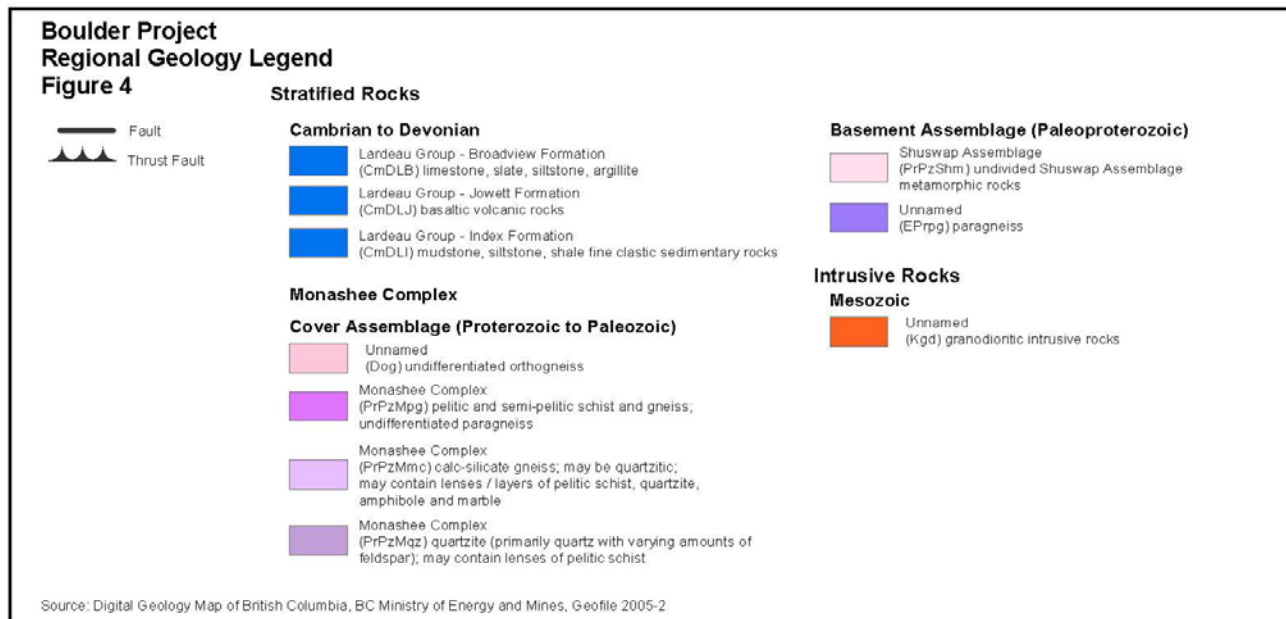 Boulder Project
Regional Geology Legend
Figure 4
Fault
Thrust Fault
Stratified Rocks
Cambrian to Devonian
Lardeau Group - Broadview Formation
(CmDLB) limestone, slate, siltstone, argillite
Lardeau Group - Jowett Formation
(CmDLJ) basaltic volcanic rocks
Lardeau Group - Index Formation
(CmDLI) mudstone, siltstone, shale fine clastic sedimentary rocks
Monashee Complex
Cover Assemblage (Proterozoic to Paleozoic)
Unnamed
(Dog) undifferentiated orthogneiss
Monashee Complex
(PrPzMpg) pelitic and semi-pelitic schist and gneiss;
undifferentiated paragneiss
Monashee Complex
(PrPzMmc) calc-silicate gneiss; may be quartzitic;
may contain lenses / layers of pelitic schist, quartzite,
amphibole and marble
Monashee Complex
(PrPzMqz) quartzite (primarily quartz with varying amounts of
feldspar); may contain lenses of pelitic schist
Basement Assemblage (Paleoproterozoic)
Shuswap Assemblage
(PrPzShm) undivided Shuswap Assemblage
metamorphic rocks
Unnamed
(EPrpg) paragneiss
Intrusive Rocks
Mesozoic
Unnamed
(Kgd) granodioritic intrusive rocks
Source: Digital Geology Map of British Columbia, BC Ministry of Energy and Mines, Geofile 2005-2